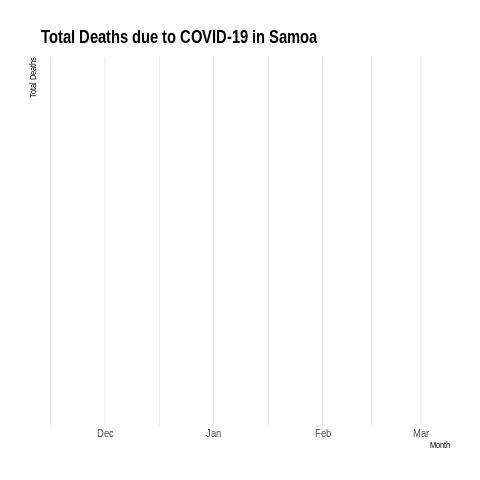 Total Deaths due to COVID-19 in Samoa
Total Deaths
Dec Jan Feb Mar
Month